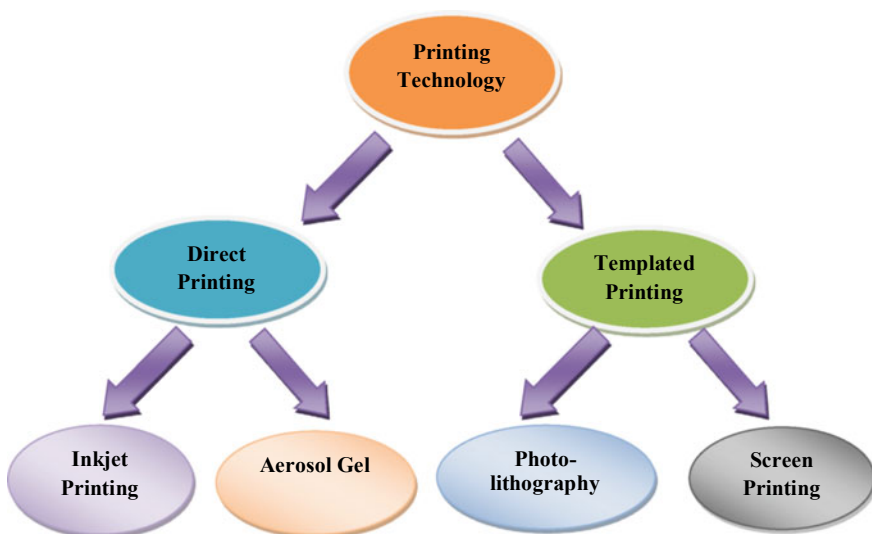 Printing
Technology
Direct
Printing
Templated
Printing
Inkjet
Printing
Aerosol Gel
Photo-
lithography
Screen
Printing